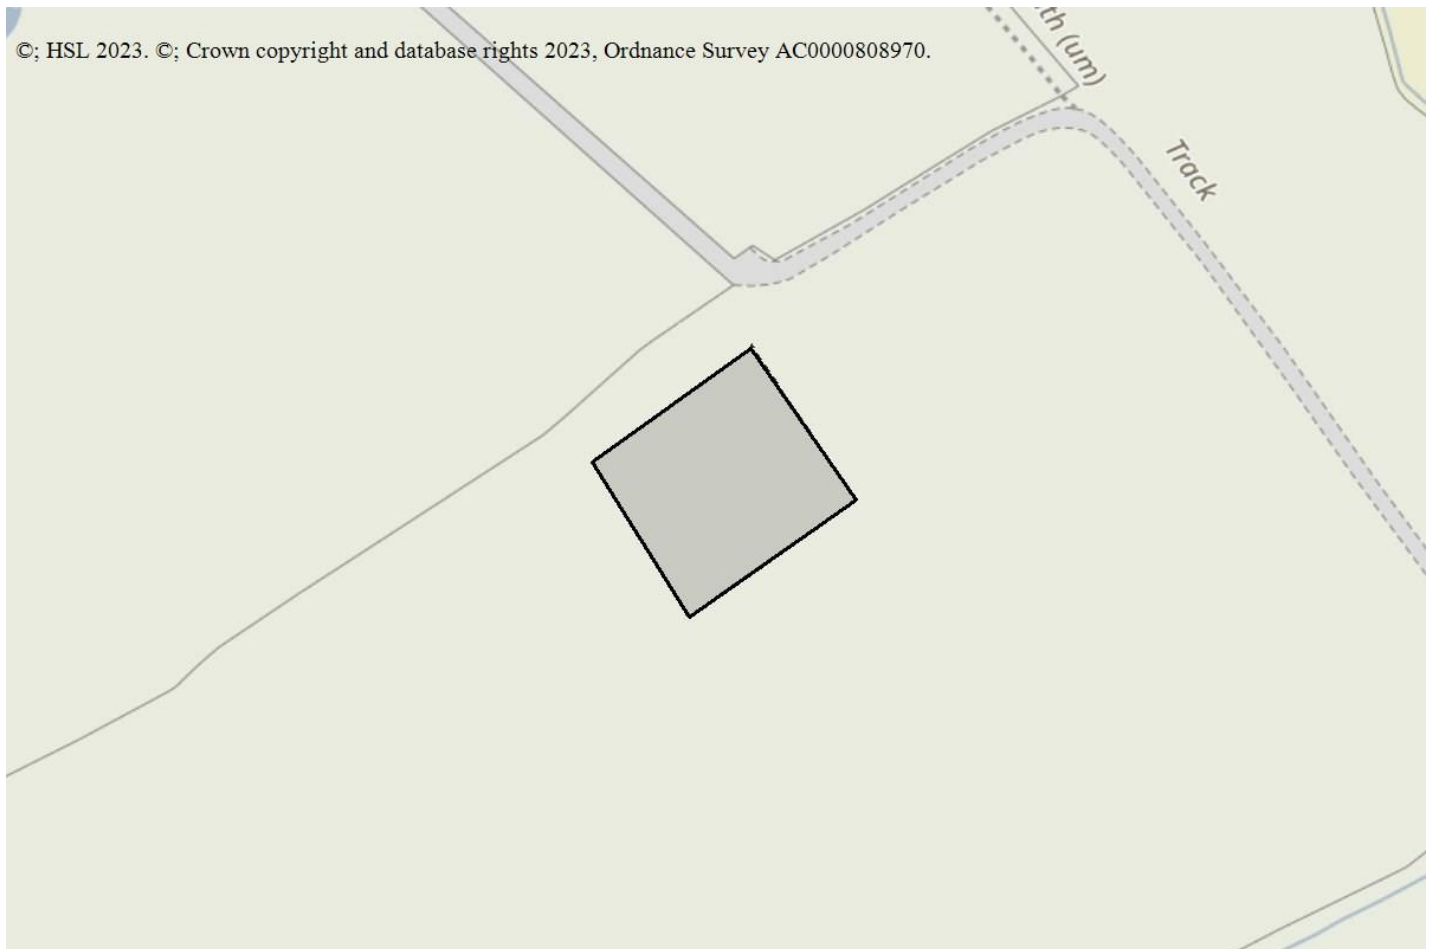 ©; HSL 2023. ©; Crown copyright and database rights 2023, Ordnance Survey AC0000808970.
th (um)
Track